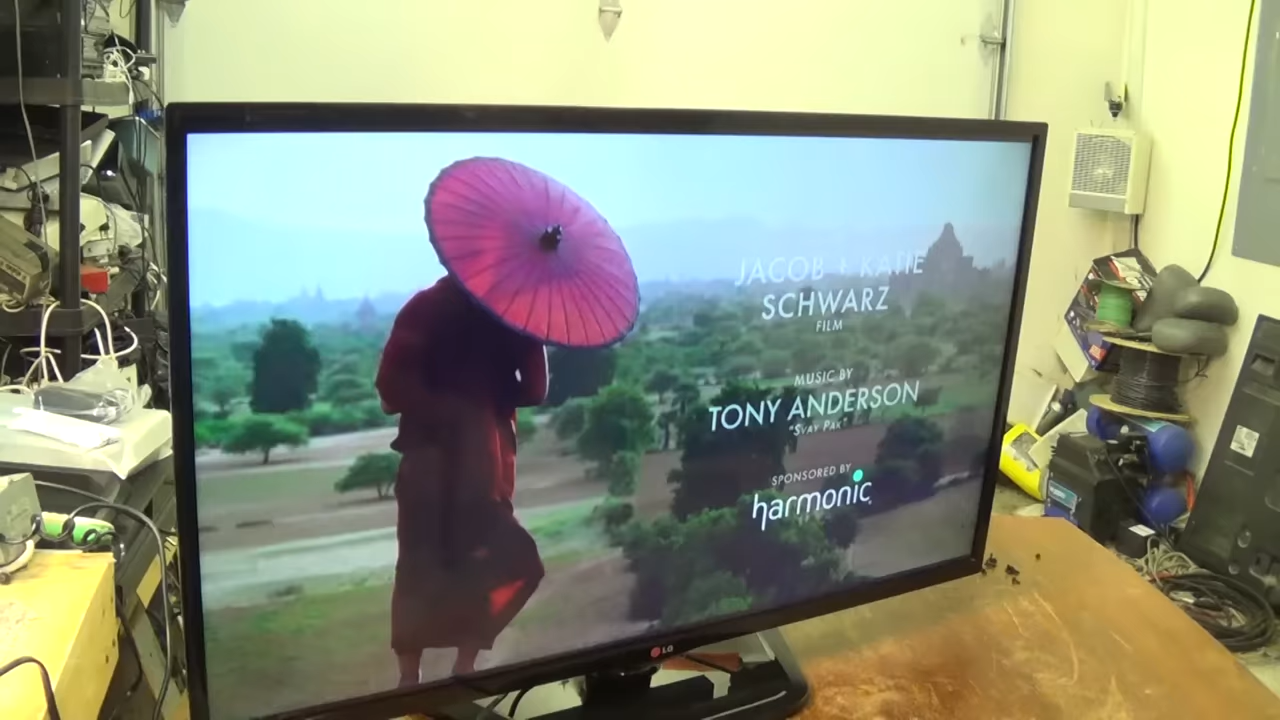 JACOB + KATIE
SCHWARZ
FILM
MUSIC BY
TONY ANDERSON
"SVAY PAK"
SPONSORED BY
harmonic
LG